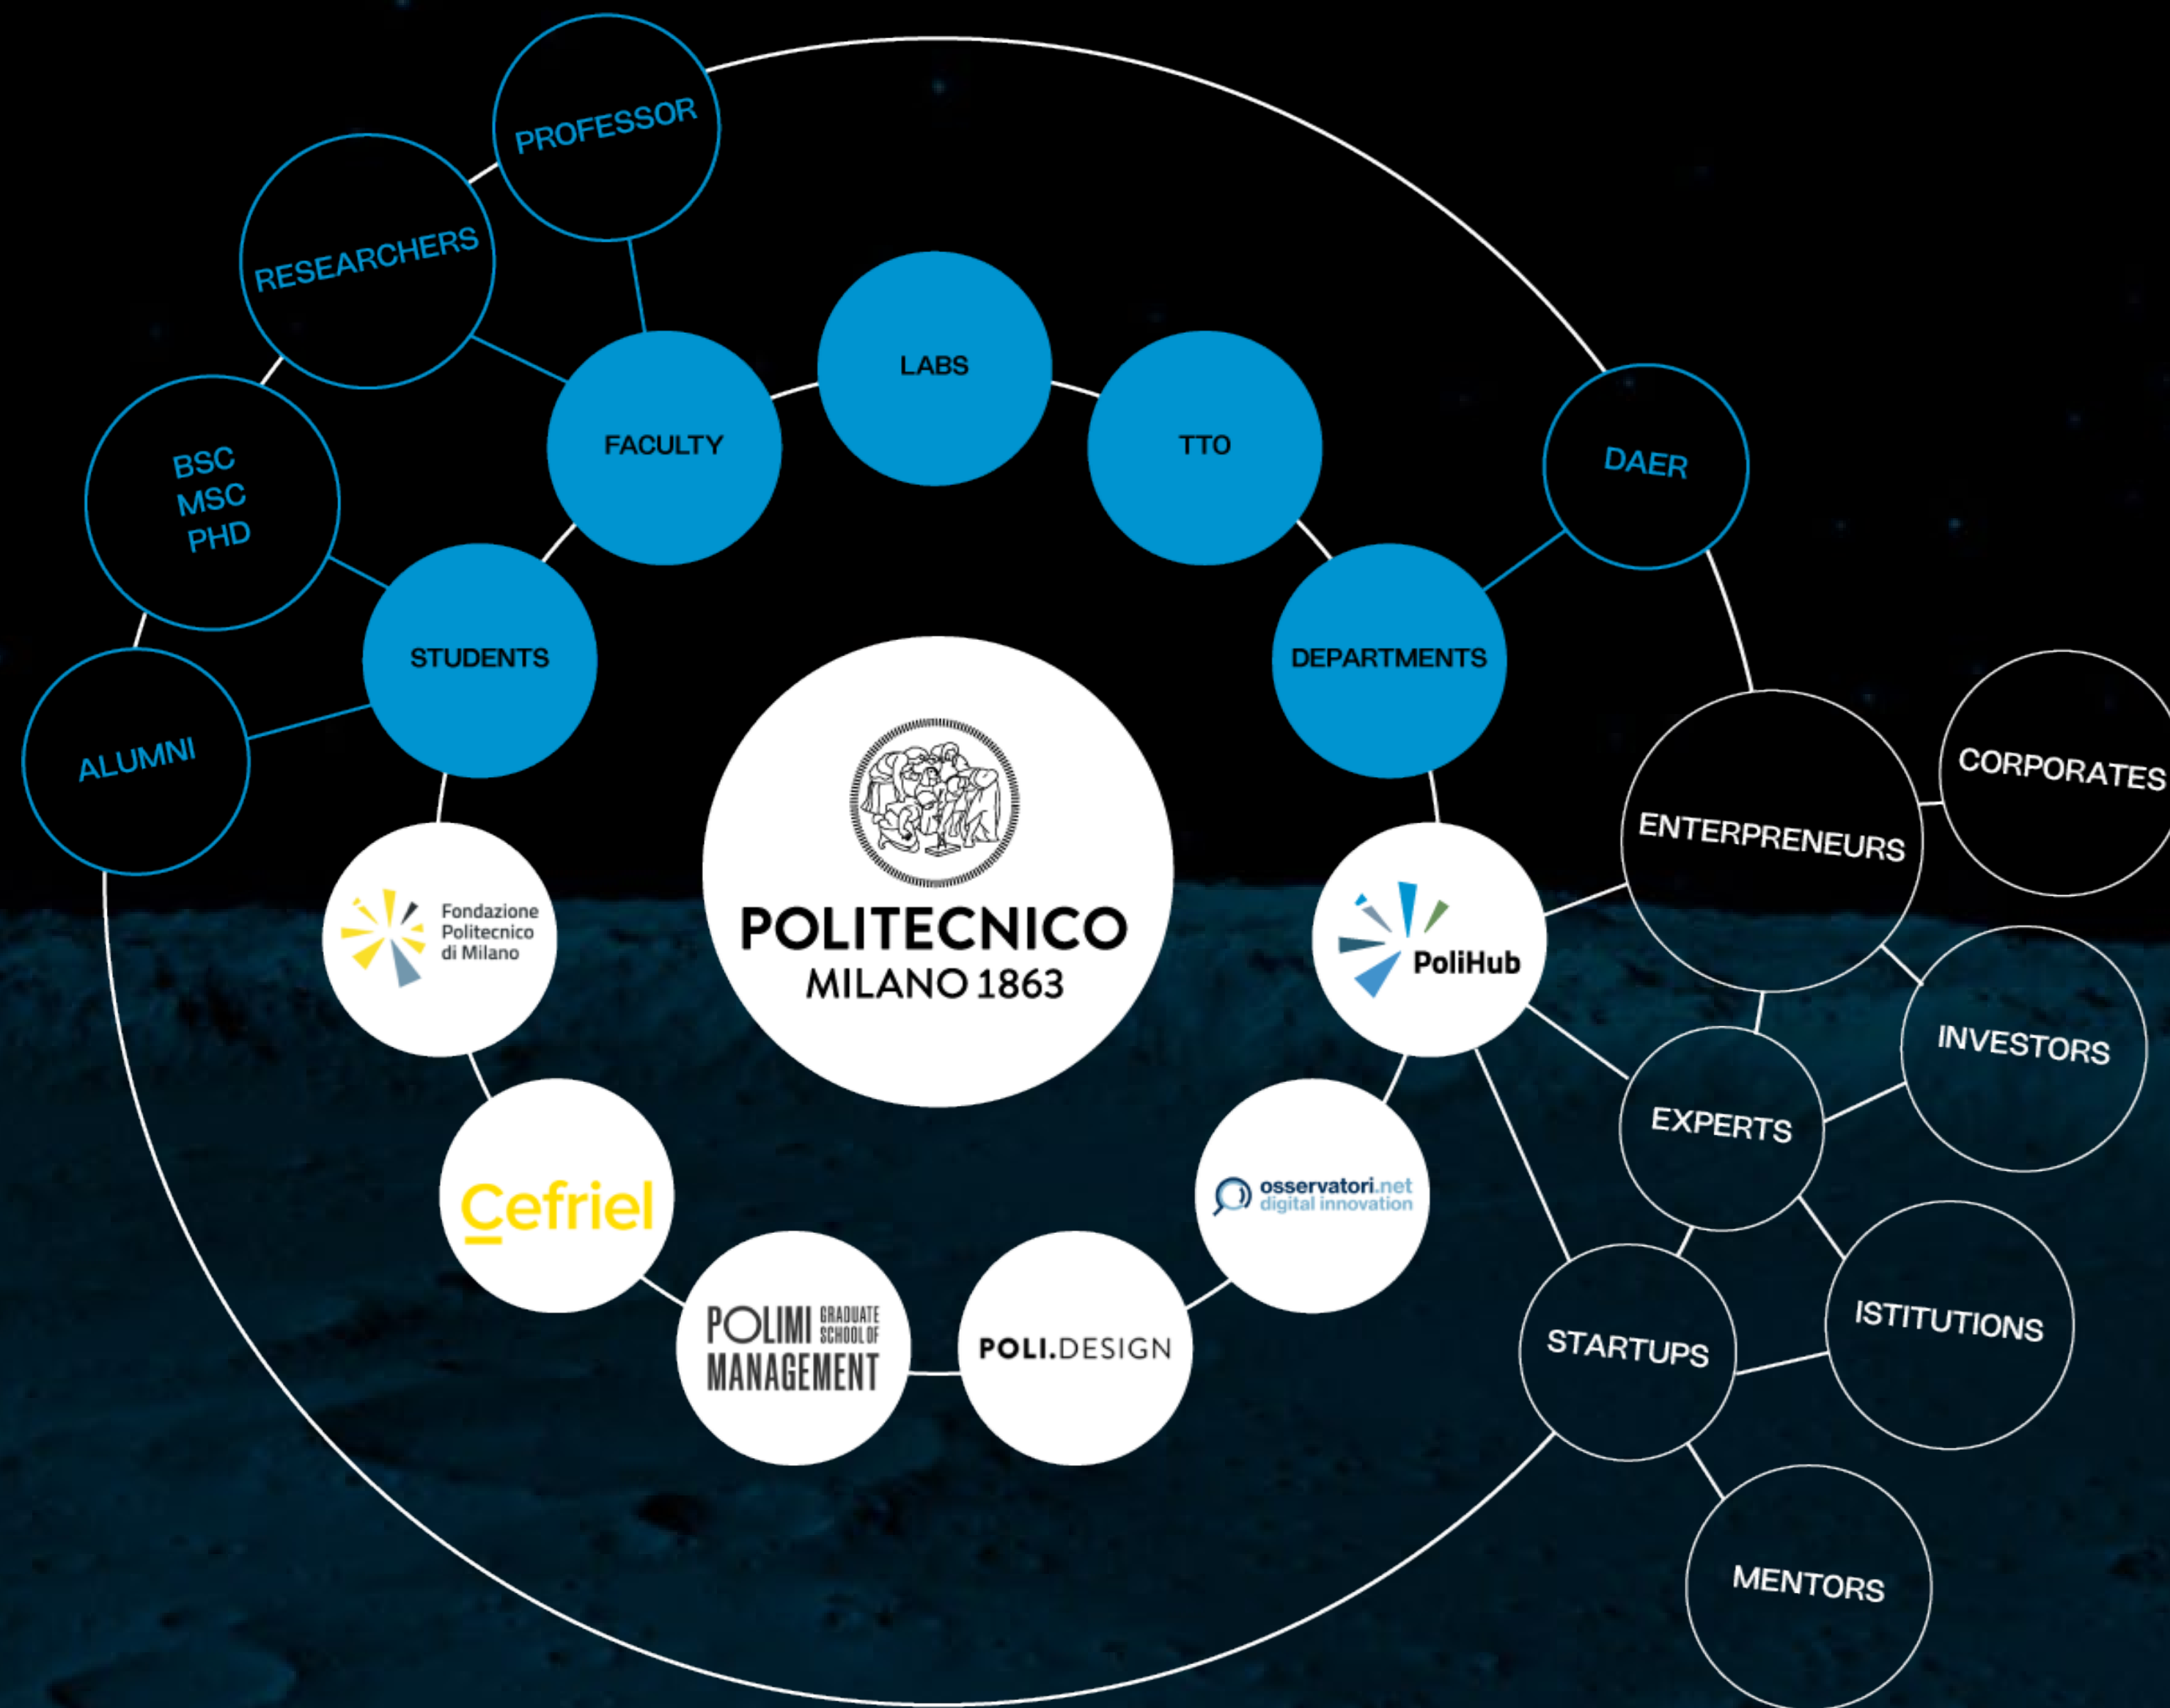 PROFESSOR
RESEARCHERS
LABS
FACULTY
TTO
DAER
BSC
MSC
PHD
STUDENTS
DEPARTMENTS
ALUMNI
CORPORATES
ENTERPRENEURS
POLITECNICO
MILANO 1863
Fondazione
Politecnico
di Milano
PoliHub
INVESTORS
EXPERTS
Cefriel
osservatori.net
digital innovation
ISTITUTIONS
STARTUPS
POLIMI GRADUATE
SCHOOL OF
MANAGEMENT
POLI.DESIGN
MENTORS